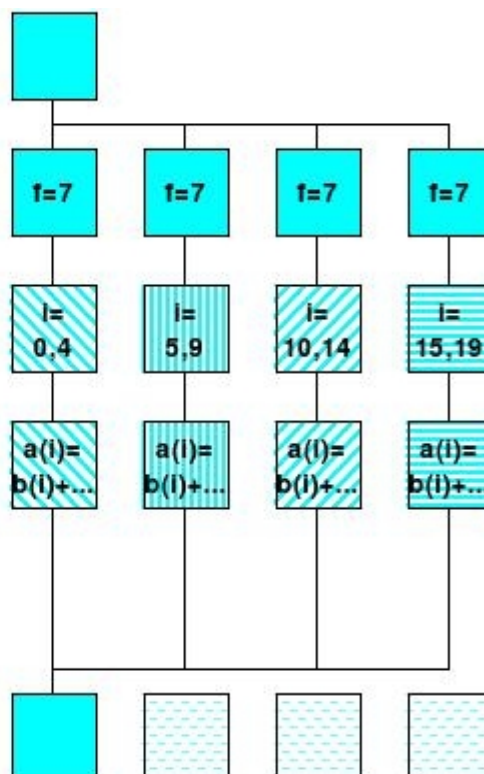 f=7
f=7
f=7
f=7
i=
0,4
i=
5,9
i=
10,14
i=
15,19
a(i)=
b(i)+...
a(i)=
b(i)+...
a(i)=
b(i)+...
a(i)=
b(i)+...